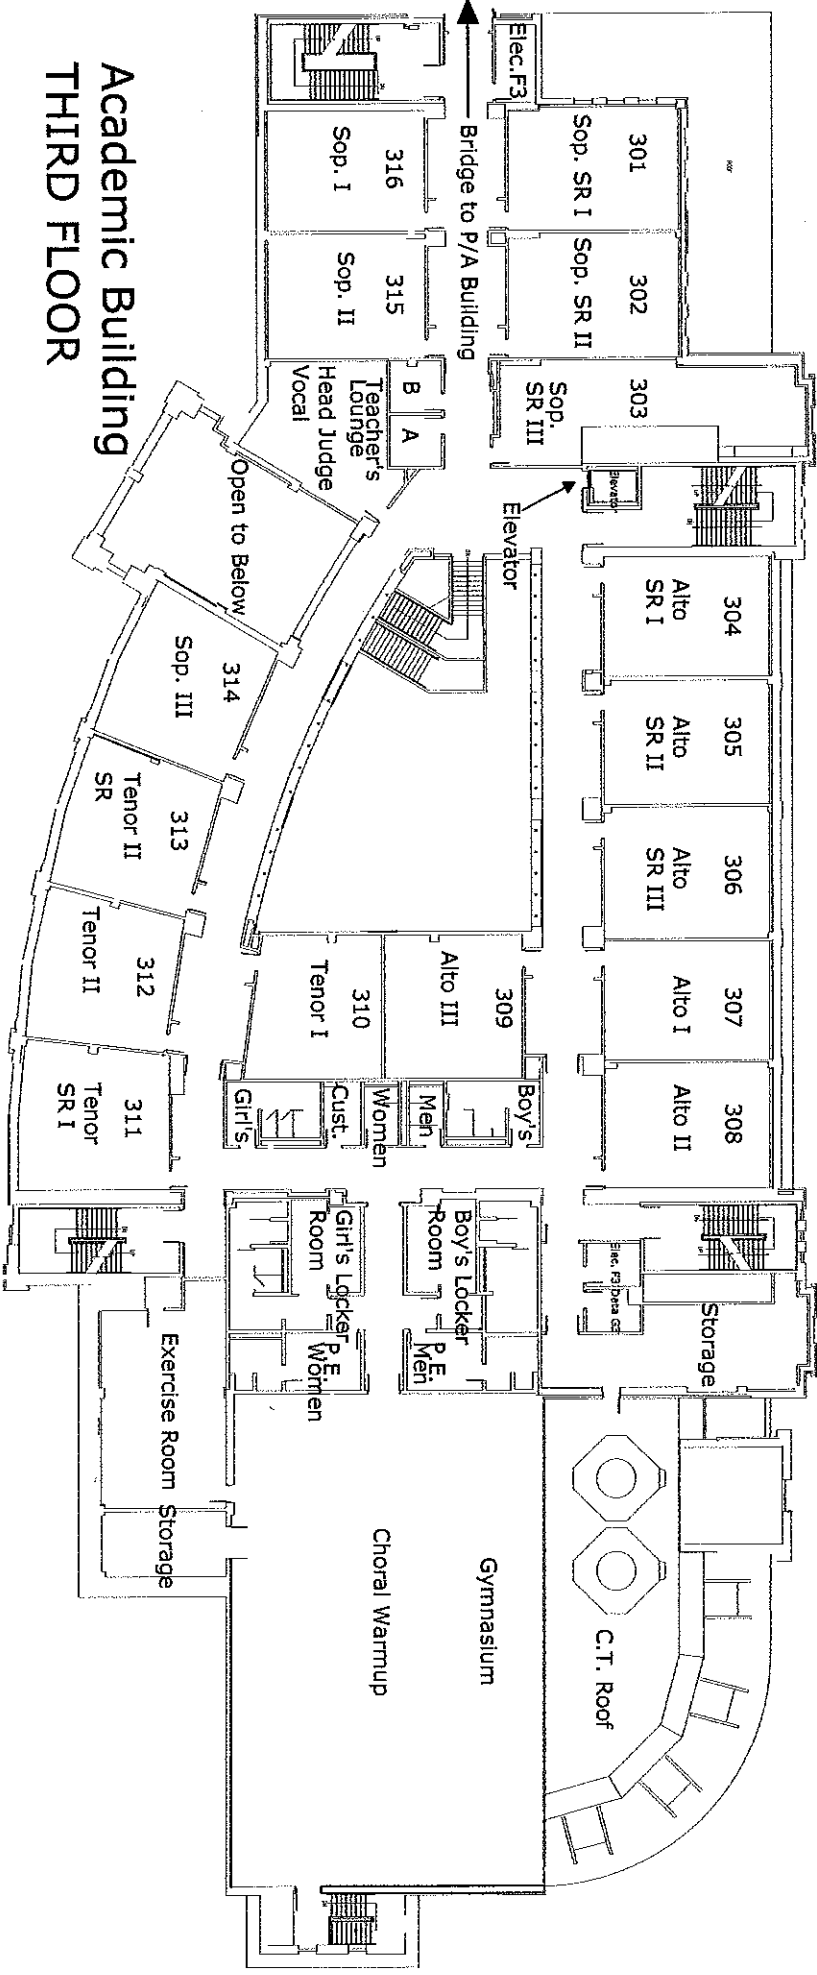 Academic Building
THIRD FLOOR
Elec.F3
Bridge to P/A Building
301
Sop. SR I
302
Sop. SR II
303
Sop.
SR III
Elevator
Elevator
304
Alto
SR I
305
Alto
SR II
306
Alto
SR III
307
Alto I
308
Alto II
316
Sop. I
315
Sop. II
B
A
Teacher's
Lounge
Head Judge
Vocal
Open to Below
314
Sop. III
313
Tenor II
SR
312
Tenor II
311
Tenor
SR I
309
Alto III
310
Tenor I
Boy's
Men
Women
Cust.
Girl's
Boy's Locker
Room
Girl's Locker
Room
P.E.
Men
P.E.
Women
Elec. F3
Storage
Exercise Room
Storage
Gymnasium
Choral Warmup
C.T. Roof